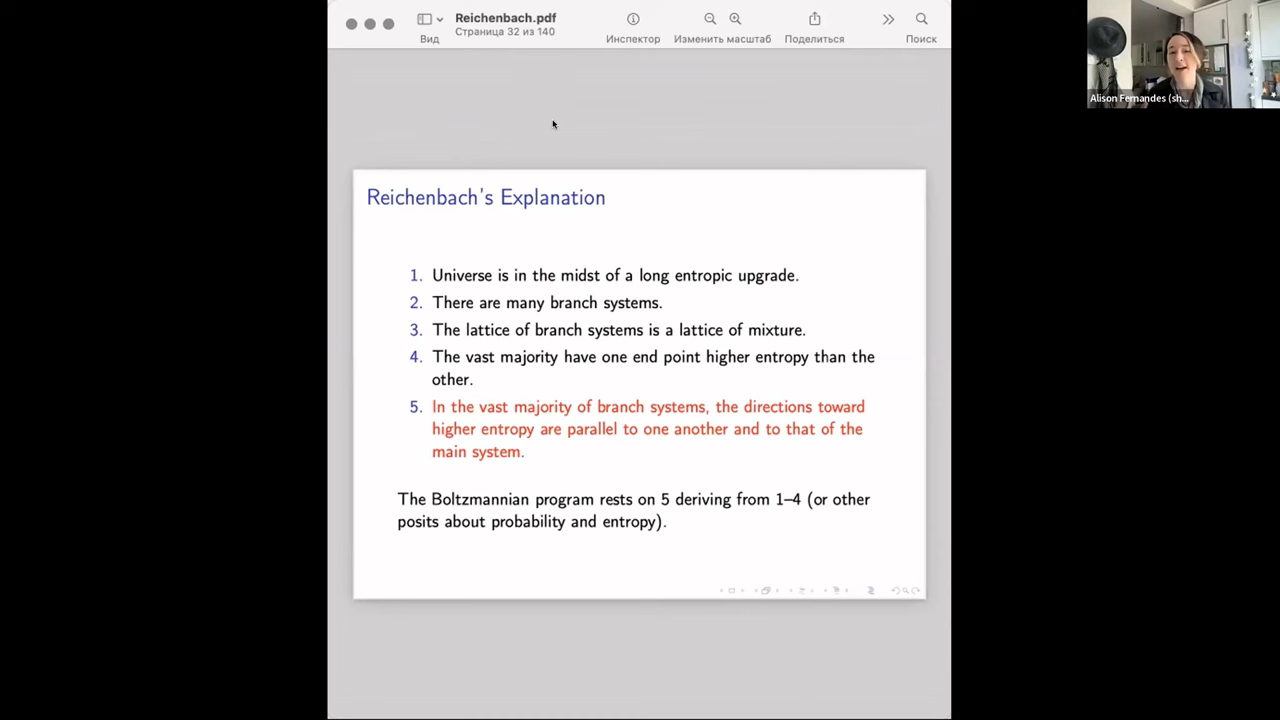 Reichenbach.pdf
Страница 32 из 140
Вид
Инспектор
Изменить масштаб
Поделиться
Поиск
Alison Fernandes (sh...
Reichenbach's Explanation
1. Universe is in the midst of a long entropic upgrade.
2. There are many branch systems.
3. The lattice of branch systems is a lattice of mixture.
4. The vast majority have one end point higher entropy than the
other.
5. In the vast majority of branch systems, the directions toward
higher entropy are parallel to one another and to that of the
main system.
The Boltzmannian program rests on 5 deriving from 1–4 (or other
posits about probability and entropy).